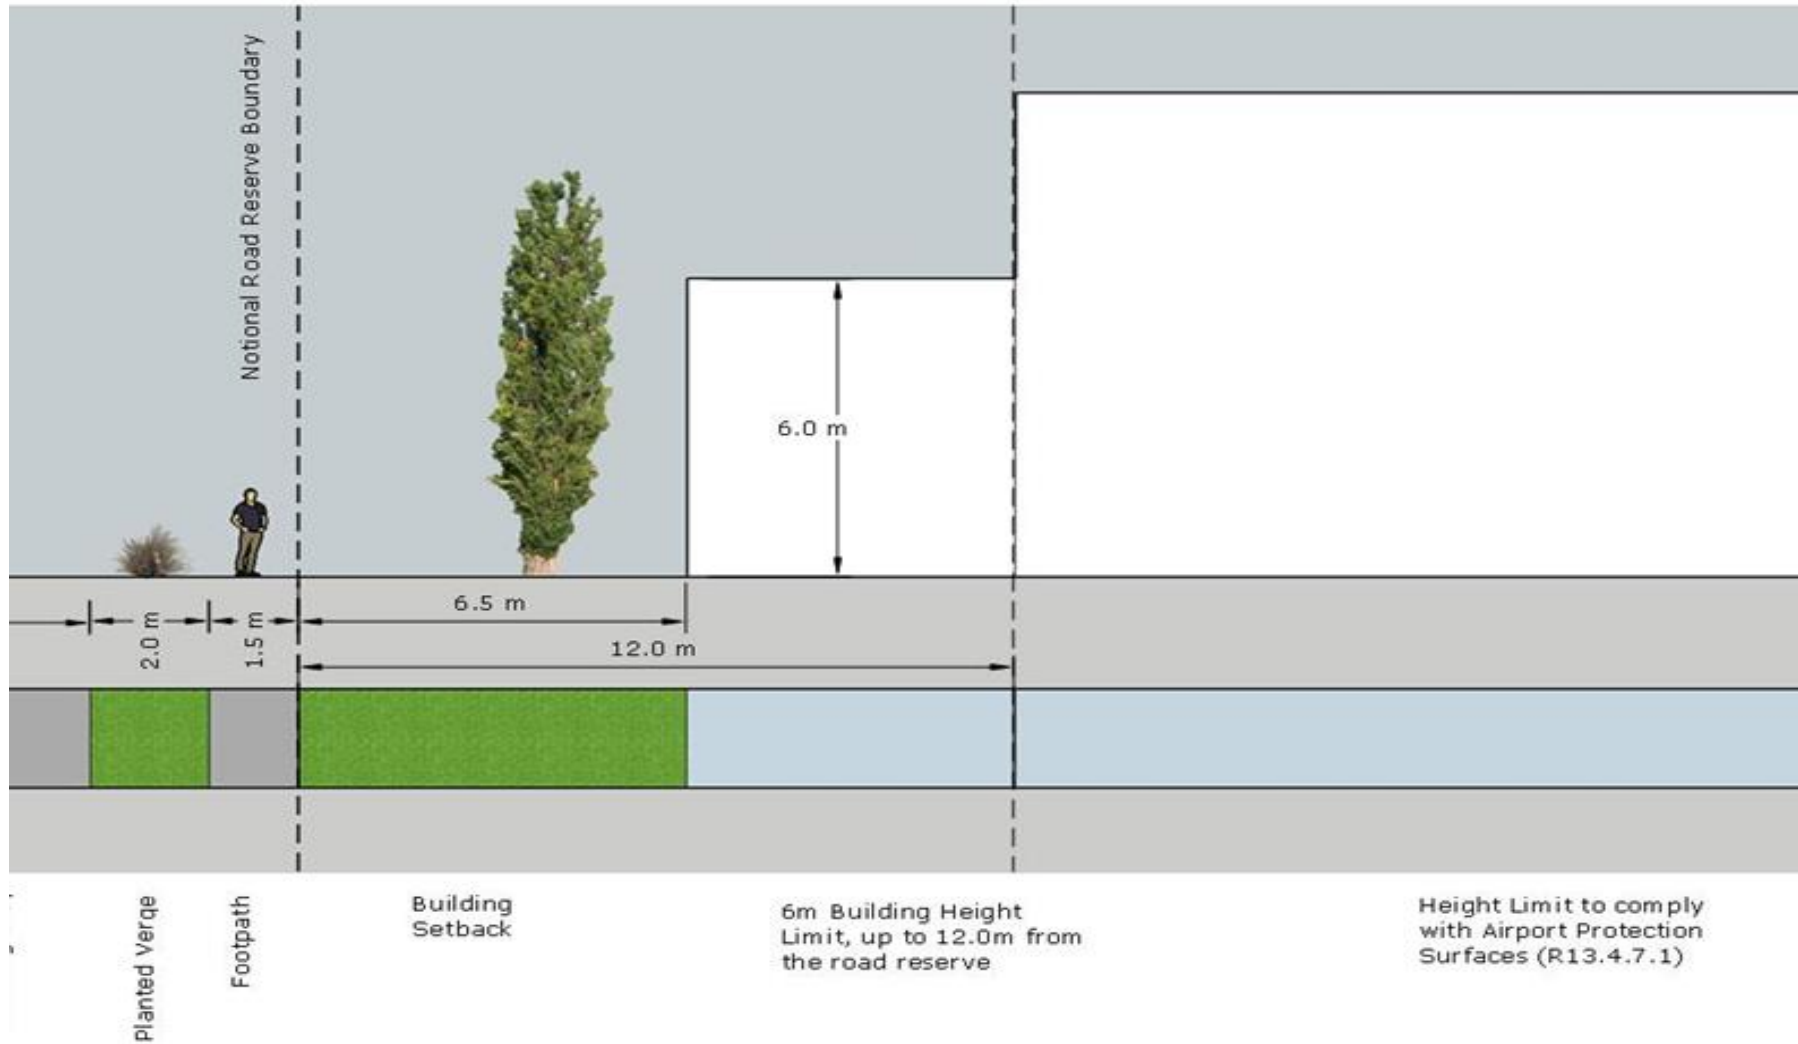 Notional Road Reserve Boundary
6.0 m
6.5 m
12.0 m
2.0 m
1.5 m
Planted Verge
Footpath
Building
Setback
6m Building Height
Limit, up to 12.0m from
the road reserve
Height Limit to comply
with Airport Protection
Surfaces (R13.4.7.1)